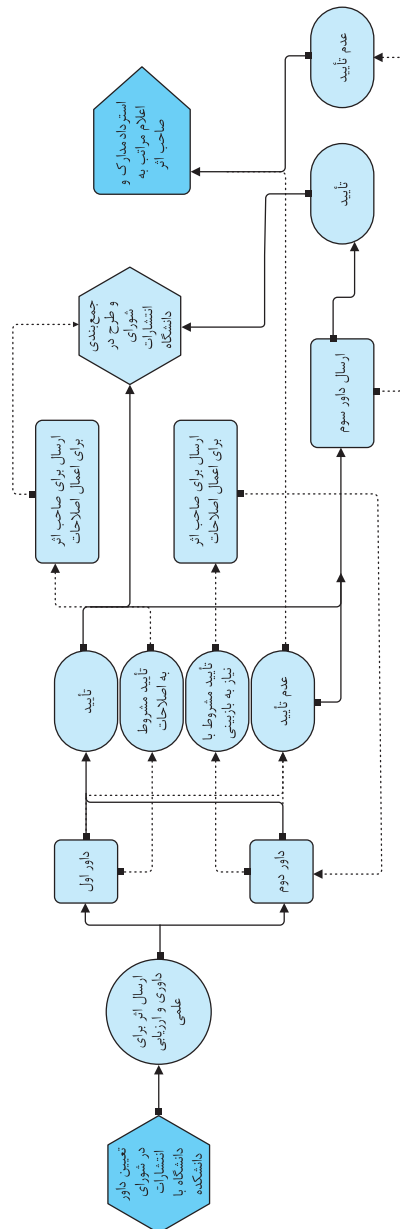 تعیین داور
در شورای
انتشارات
دانشگاه با
دانشکده
ارسال اثر برای
داوری و ارزیابی
علمی
داور اول
داور دوم
تأیید
تأیید مشروط
به اصلاحات
تأیید مشروط با
نیاز به بازبینی
عدم تأیید
ارسال برای صاحب اثر
برای اعمال اصلاحات
ارسال برای صاحب اثر
برای اعمال اصلاحات
جمع‌بندی
و طرح در
شورای
انتشارات
دانشگاه
ارسال داور سوم
تأیید
عدم تأیید
استرداد مدارک و
اعلام مراتب به
صاحب اثر